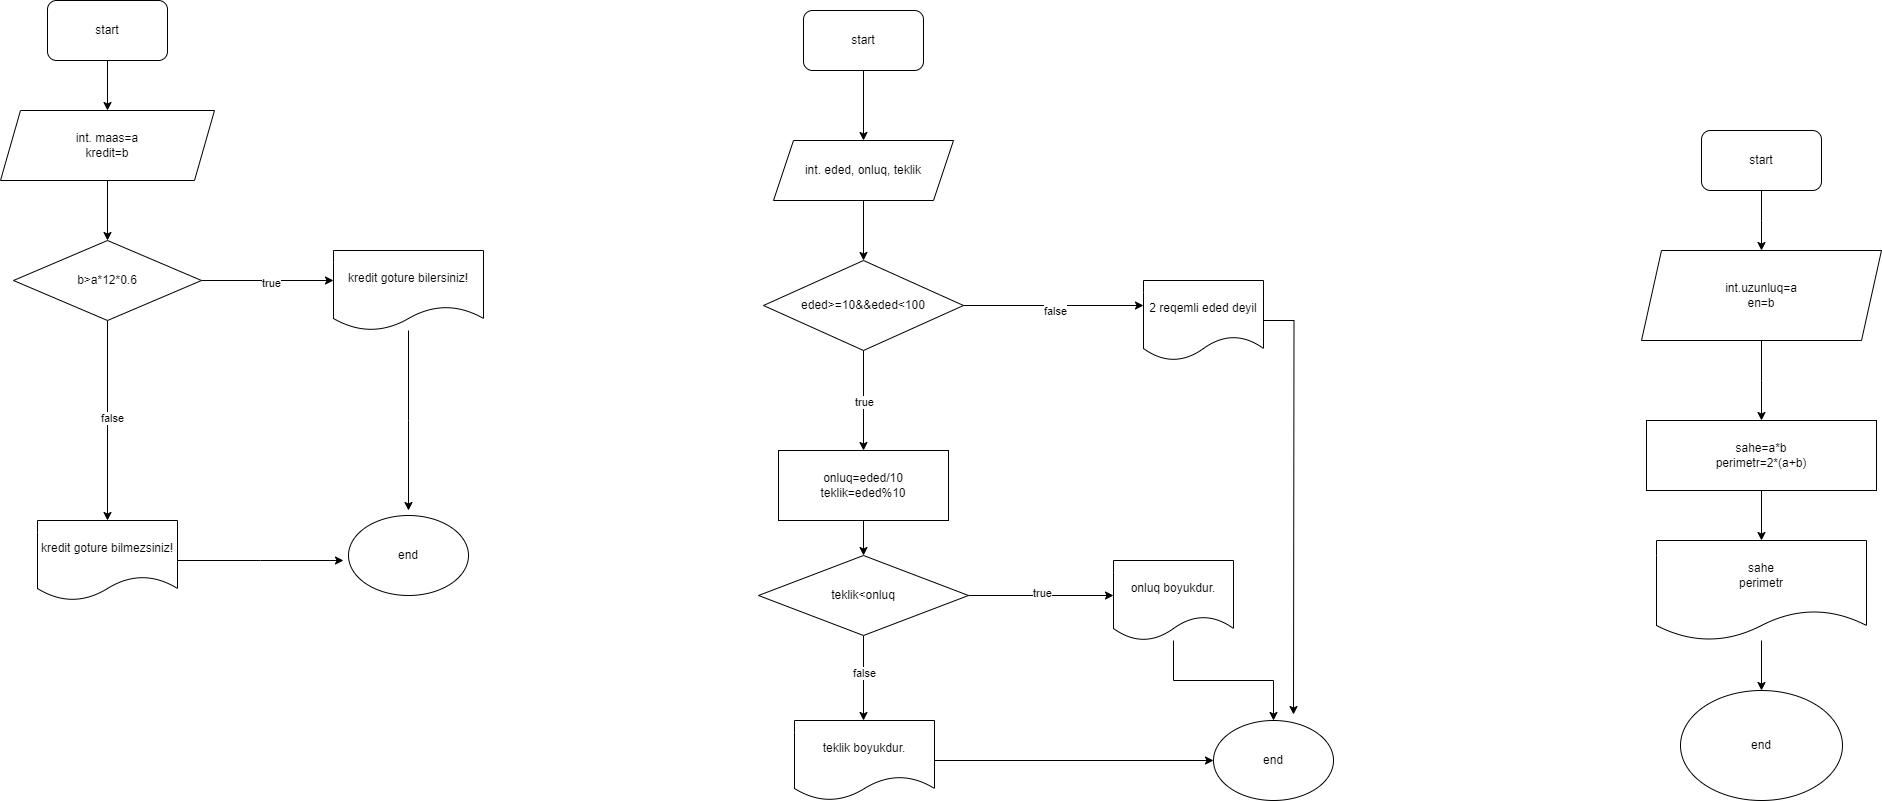 start
int. maas=a
kredit=b
b>a*12*0.6
true
kredit goture bilersiniz!
false
kredit goture bilmezsiniz!
end
start
int. eded, onluq, teklik
eded>=10&&eded<100
false
2 reqemli eded deyil
true
onluq=eded/10
teklik=eded%10
teklik<onluq
true
onluq boyukdur.
false
teklik boyukdur.
end
start
int.uzunluq=a
en=b
sahe=a*b
perimetr=2*(a+b)
sahe
perimetr
end